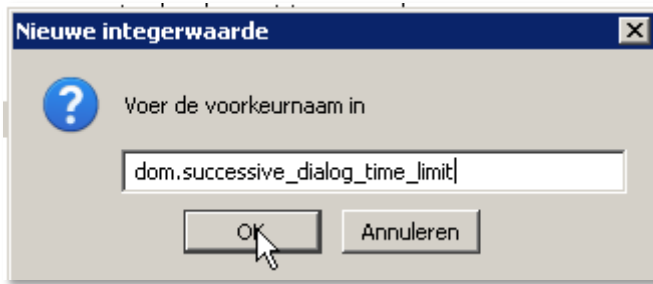 Nieuwe integerwaarde
Voer de voorkeurnaam in
dom.successive_dialog_time_limit
OK
Annuleren